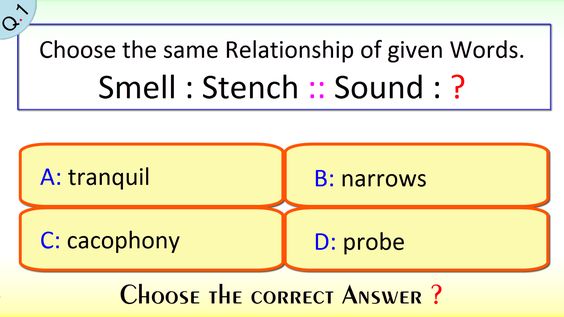 Q.1
Choose the same Relationship of given Words.
Smell : Stench :: Sound : ?
A: tranquil
B: narrows
C: cacophony
D: probe
Choose the correct Answer ?